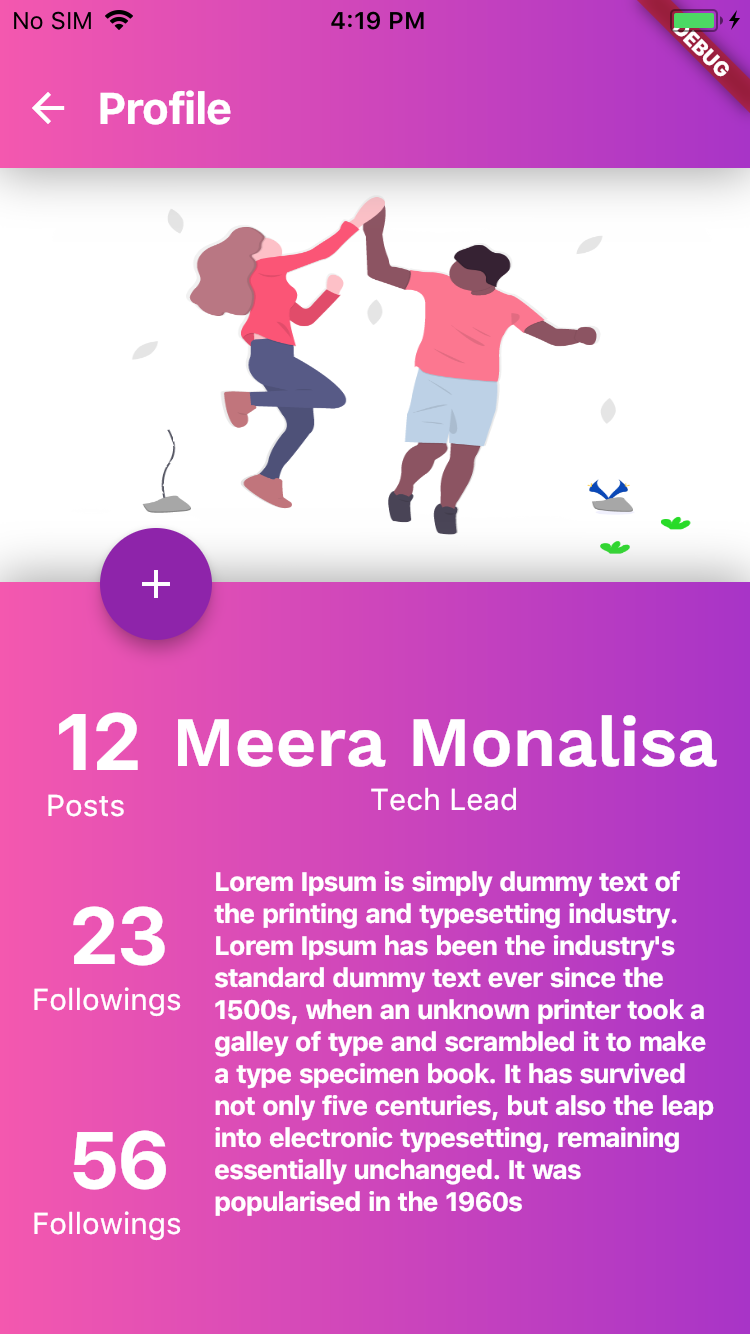 No SIM 4:19 PM
DEBUG
Profile
12 Meera Monalisa
Posts Tech Lead
23
Followings
56
Followings
Lorem Ipsum is simply dummy text of
the printing and typesetting industry.
Lorem Ipsum has been the industry's
standard dummy text ever since the
1500s, when an unknown printer took a
galley of type and scrambled it to make
a type specimen book. It has survived
not only five centuries, but also the leap
into electronic typesetting, remaining
essentially unchanged. It was
popularised in the 1960s